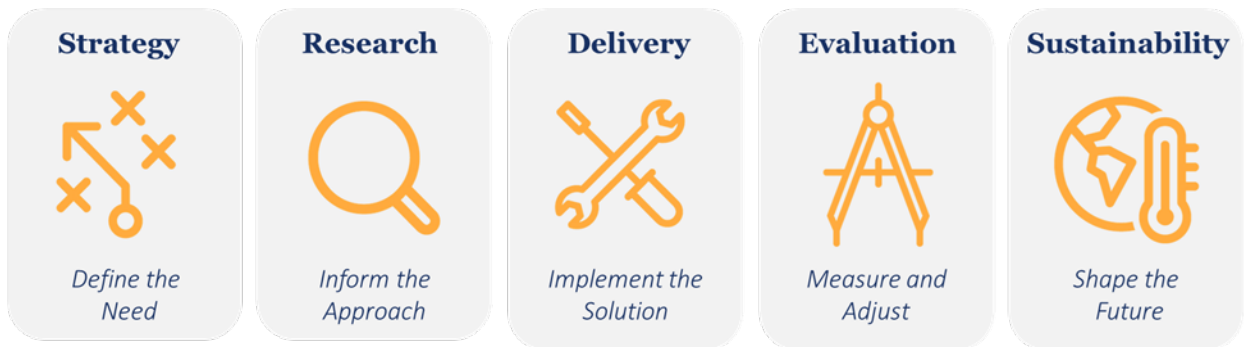 Strategy
Define the
Need
Research
Inform the
Approach
Delivery
Implement the
Solution
Evaluation
Measure and
Adjust
Sustainability
Shape the
Future